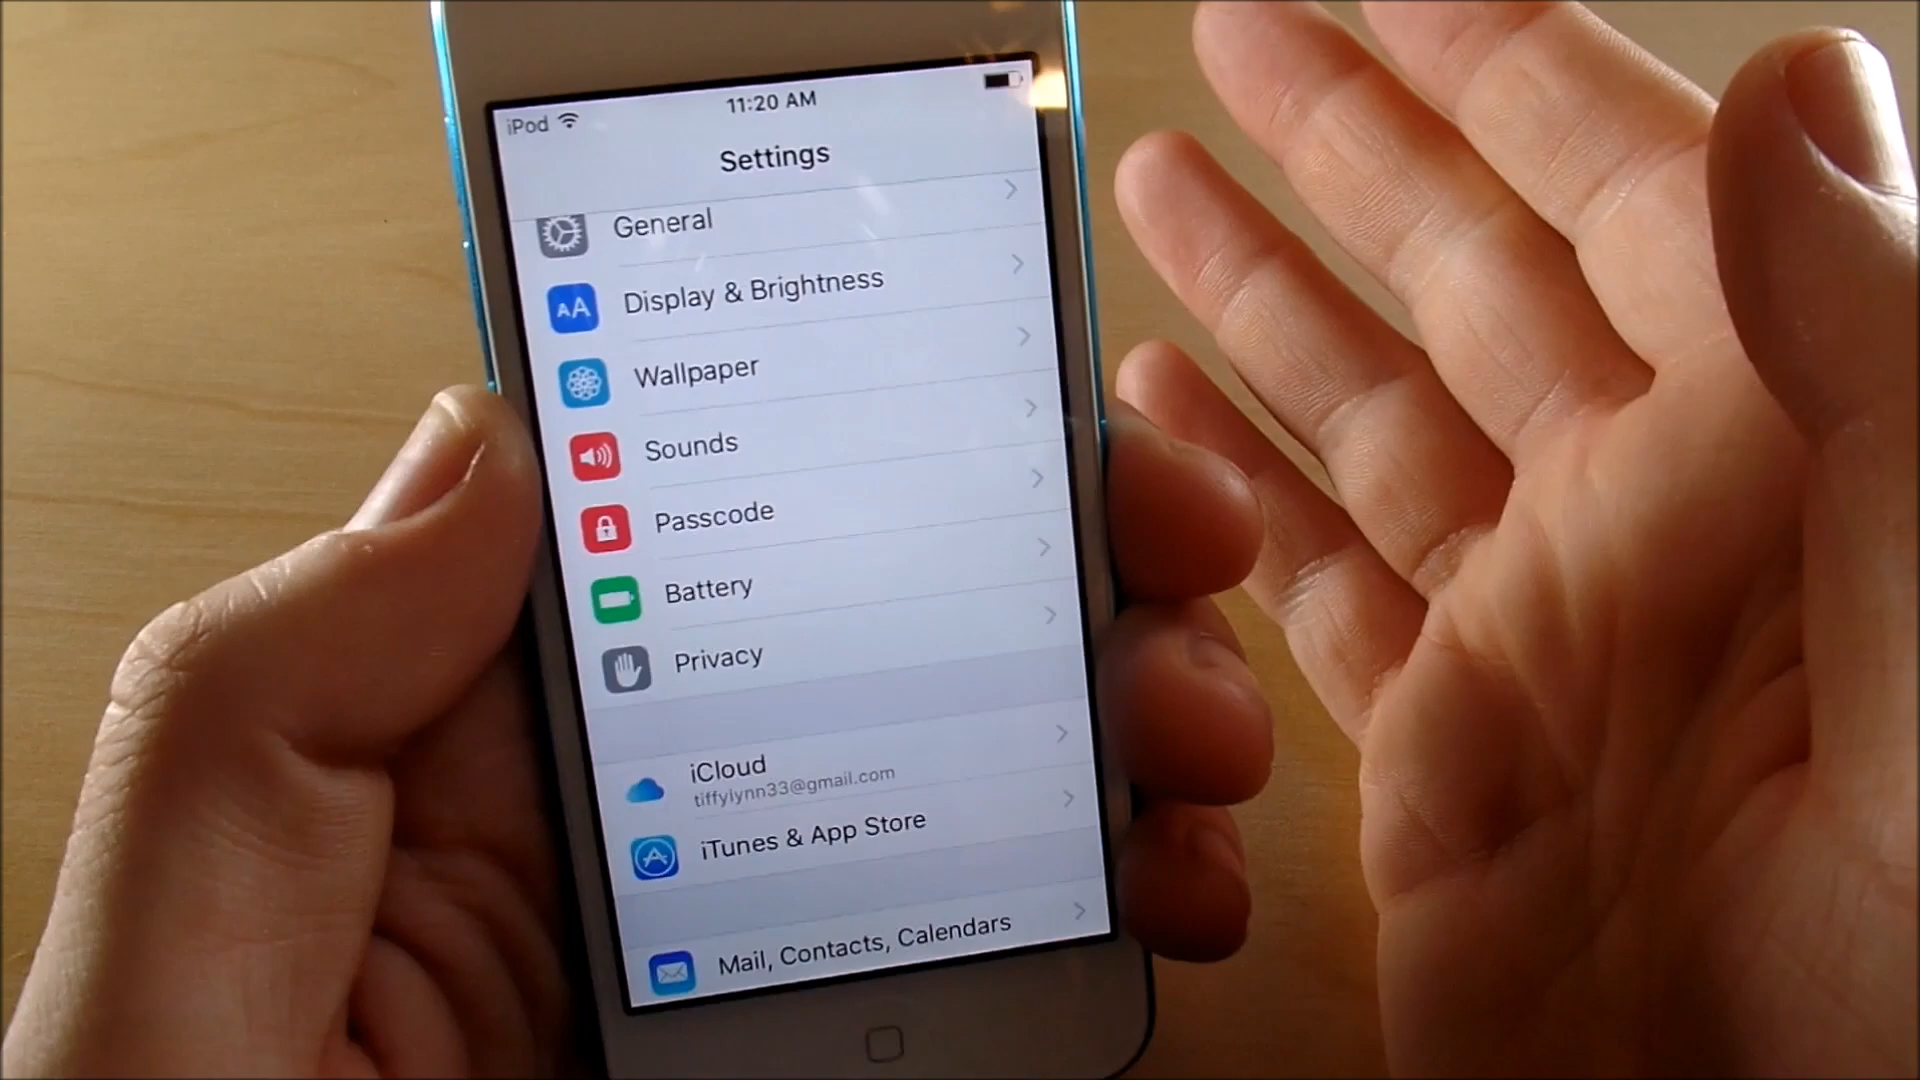 11:20 AM
iPod
Settings
General
Display & Brightness
AA
Wallpaper
Sounds
Passcode
Battery
Privacy
iCloud
tiffylynn33@gmail.com
iTunes & App Store
Mail, Contacts, Calendars